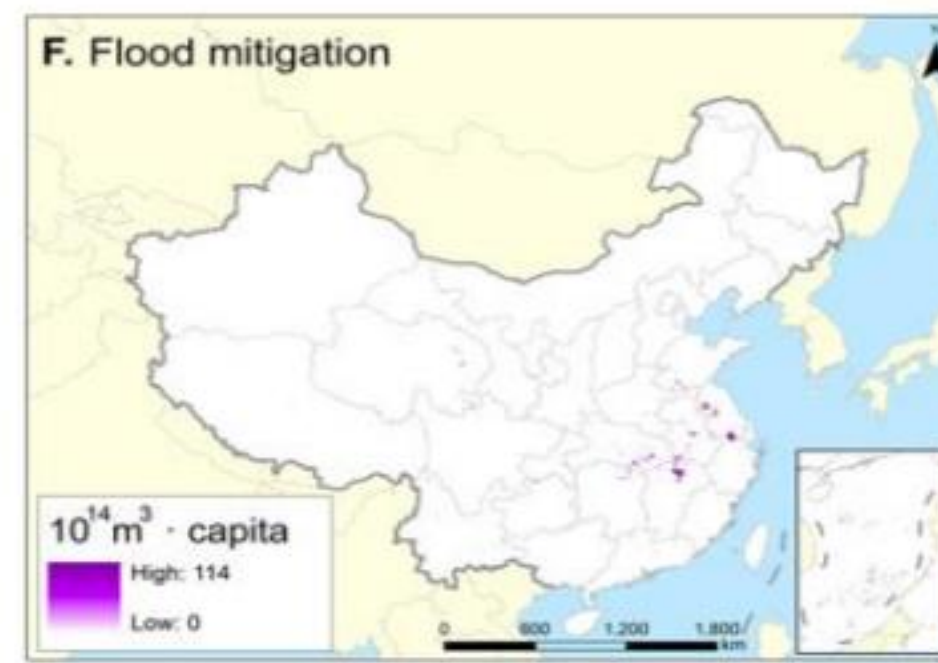 F. Flood mitigation
10¹⁴m³ · capita
High: 114
Low: 0
0 600 1.200 1.800
km